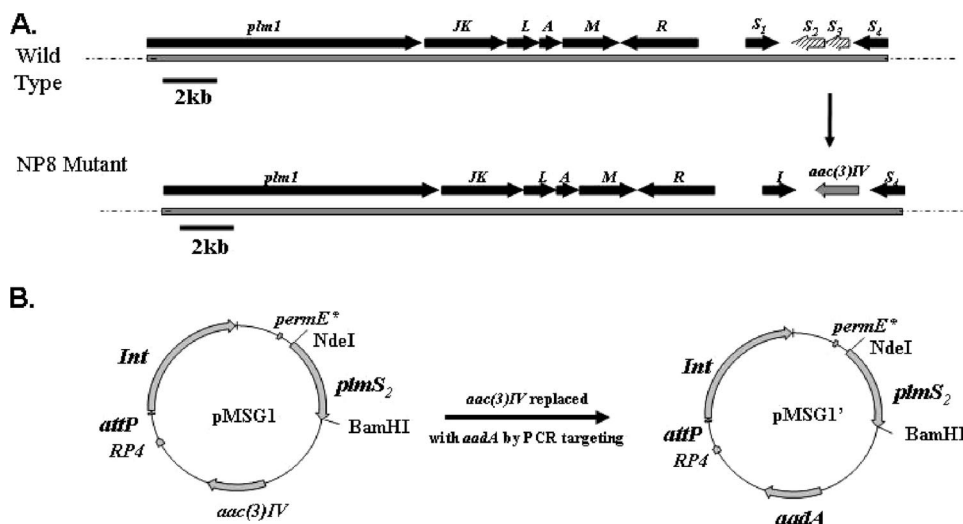 A.
plm1 JK L A M R S1 S2 S3 S4
Wild
Type
2kb
NP8 Mutant
plm1 JK L A M R I aac(3)IV S4
2kb
B.
permE* permE*
NdeI NdeI
Int Int
plmS2 plmS2
aac(3)IV replaced
pMSG1 pMSG1'
with aadA by PCR targeting
attP BamHI attP BamHI
RP4 RP4
aac(3)IV aadA